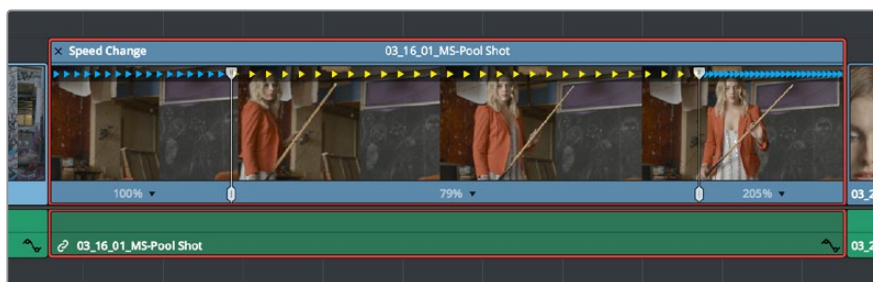 × Speed Change 03_16_01_MS-Pool Shot
100% 79% 205%
03_2
03_16_01_MS-Pool Shot
03_2